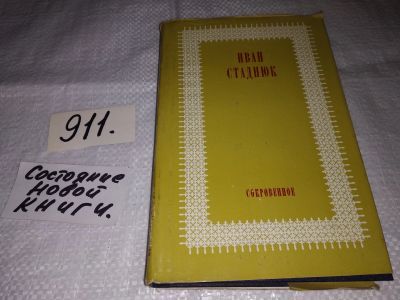 911.
Состояние
новой
книги.
ИВАН
СТАДНЮК
СОКРОВЕННОЕ